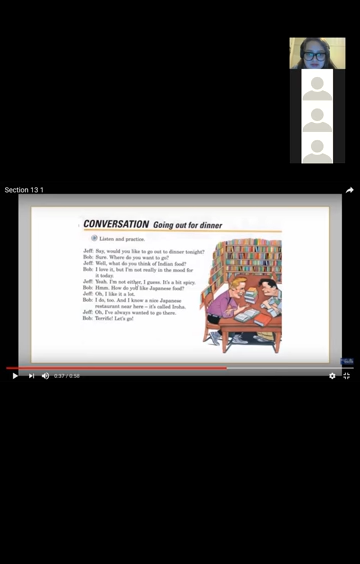 Section 13 1
CONVERSATION Going out for dinner
Listen and practice.
Jeff: Say, would you like to go out to dinner tonight?
Bob: Sure. Where do you want to go?
Jeff: Well, what do you think of Indian food?
Bob: I love it, but I'm not really in the mood for
it today.
Jeff: Yeah. I'm not either, I guess. It's a bit spicy.
Bob: Hmm. How do you like Japanese food?
Jeff: Oh, I like it a lot.
Bob: I do, too. And I know a nice Japanese
restaurant near here – it's called Iroha.
Jeff: Oh, I've always wanted to go there.
Bob: Terrific! Let's go!
0:37 / 0:58